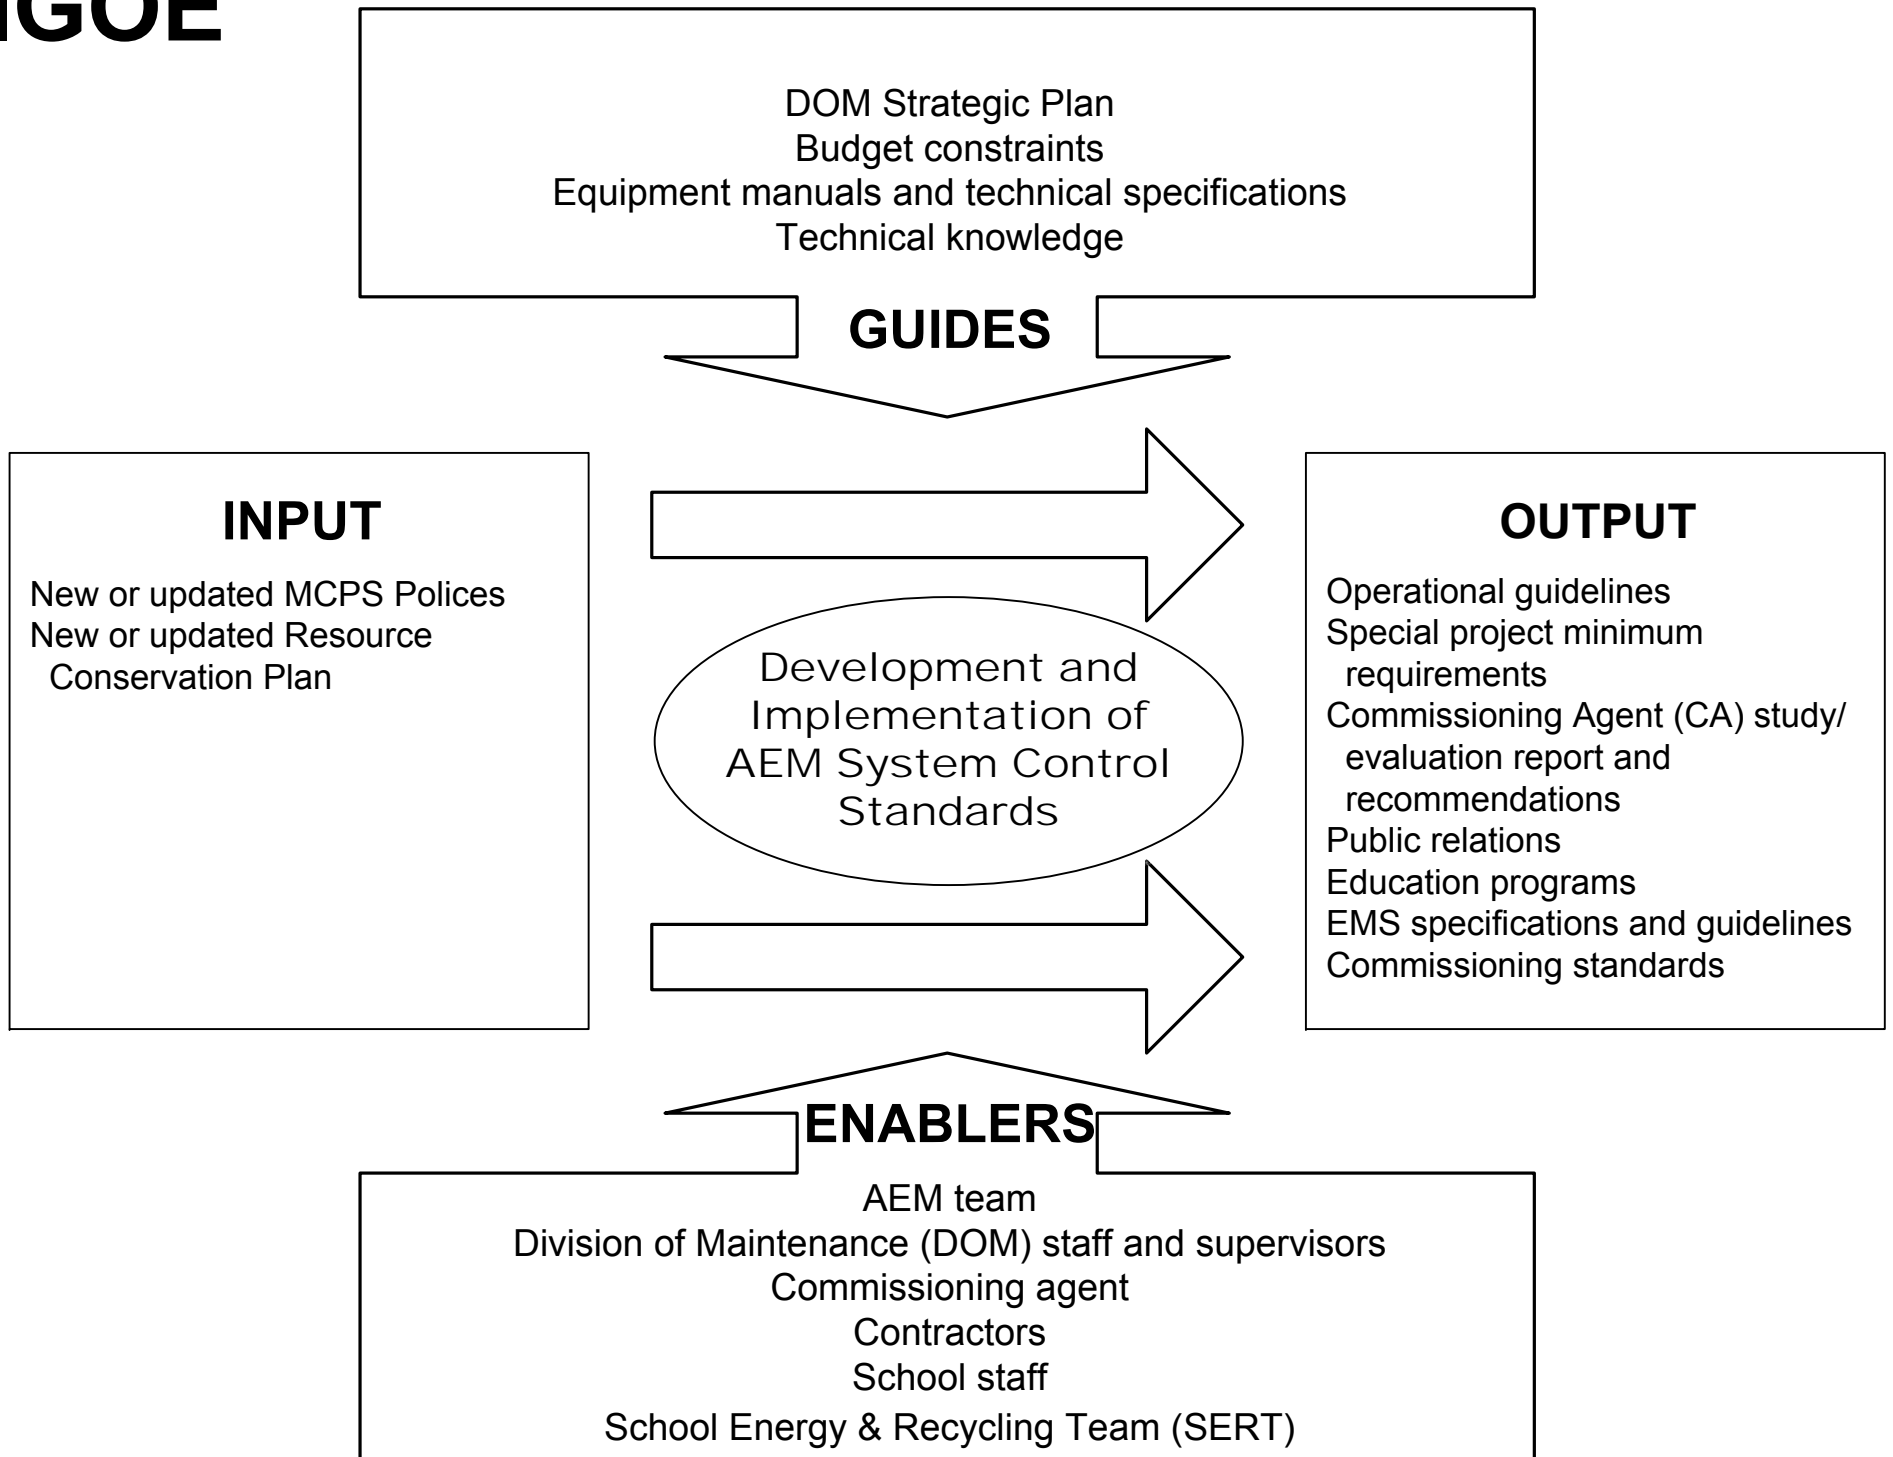 IGOE
DOM Strategic Plan
Budget constraints
Equipment manuals and technical specifications
Technical knowledge
GUIDES
INPUT
New or updated MCPS Polices
New or updated Resource
Conservation Plan
Development and
Implementation of
AEM System Control
Standards
OUTPUT
Operational guidelines
Special project minimum
requirements
Commissioning Agent (CA) study/
evaluation report and
recommendations
Public relations
Education programs
EMS specifications and guidelines
Commissioning standards
ENABLERS
AEM team
Division of Maintenance (DOM) staff and supervisors
Commissioning agent
Contractors
School staff
School Energy & Recycling Team (SERT)